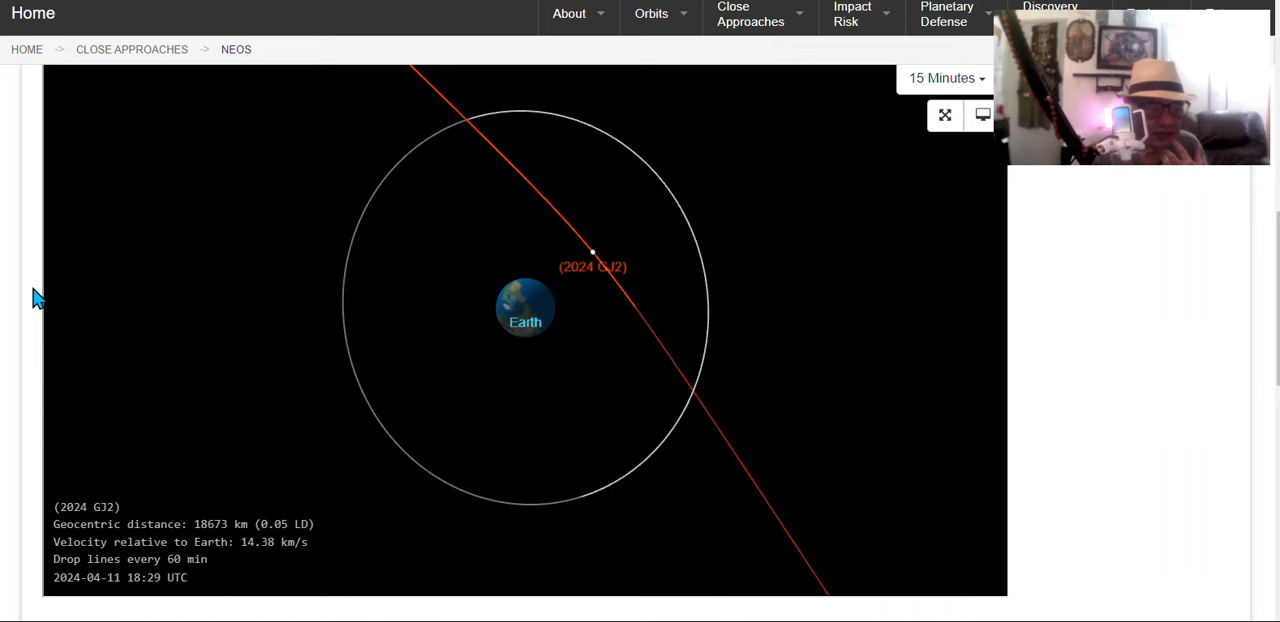 Home
About
Orbits
Close
Approaches
Impact
Risk
Planetary
Defense
Discovery
HOME -> CLOSE APPROACHES -> NEOS
15 Minutes
(2024 GJ2)
Earth
(2024 GJ2)
Geocentric distance: 18673 km (0.05 LD)
Velocity relative to Earth: 14.38 km/s
Drop lines every 60 min
2024-04-11 18:29 UTC